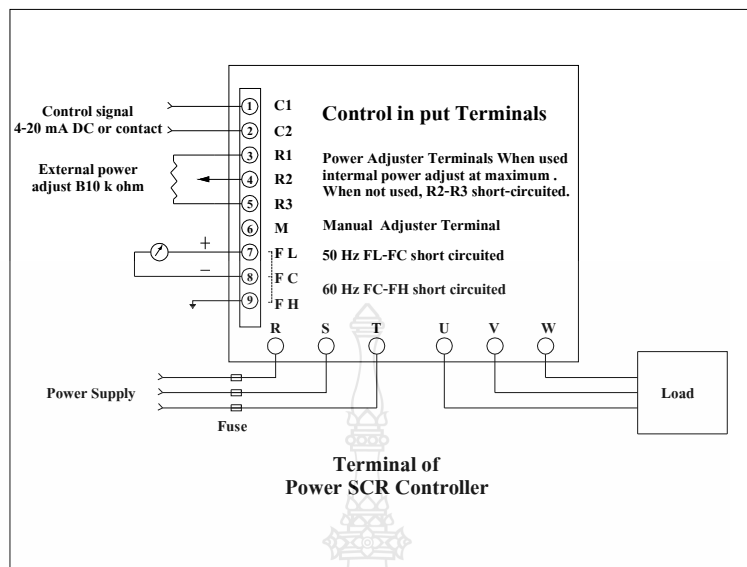 Control signal
4-20 mA DC or contact
External power
adjust B10 k ohm
1 C1
2 C2
3 R1
4 R2
5 R3
6 M
7 F L
8 F C
9 F H
+
−
Control in put Terminals
Power Adjuster Terminals When used
internal power adjust at maximum .
When not used, R2-R3 short-circuited.
Manual Adjuster Terminal
50 Hz FL-FC short circuited
60 Hz FC-FH short circuited
R S T U V W
Power Supply
Fuse
Load
Terminal of
Power SCR Controller